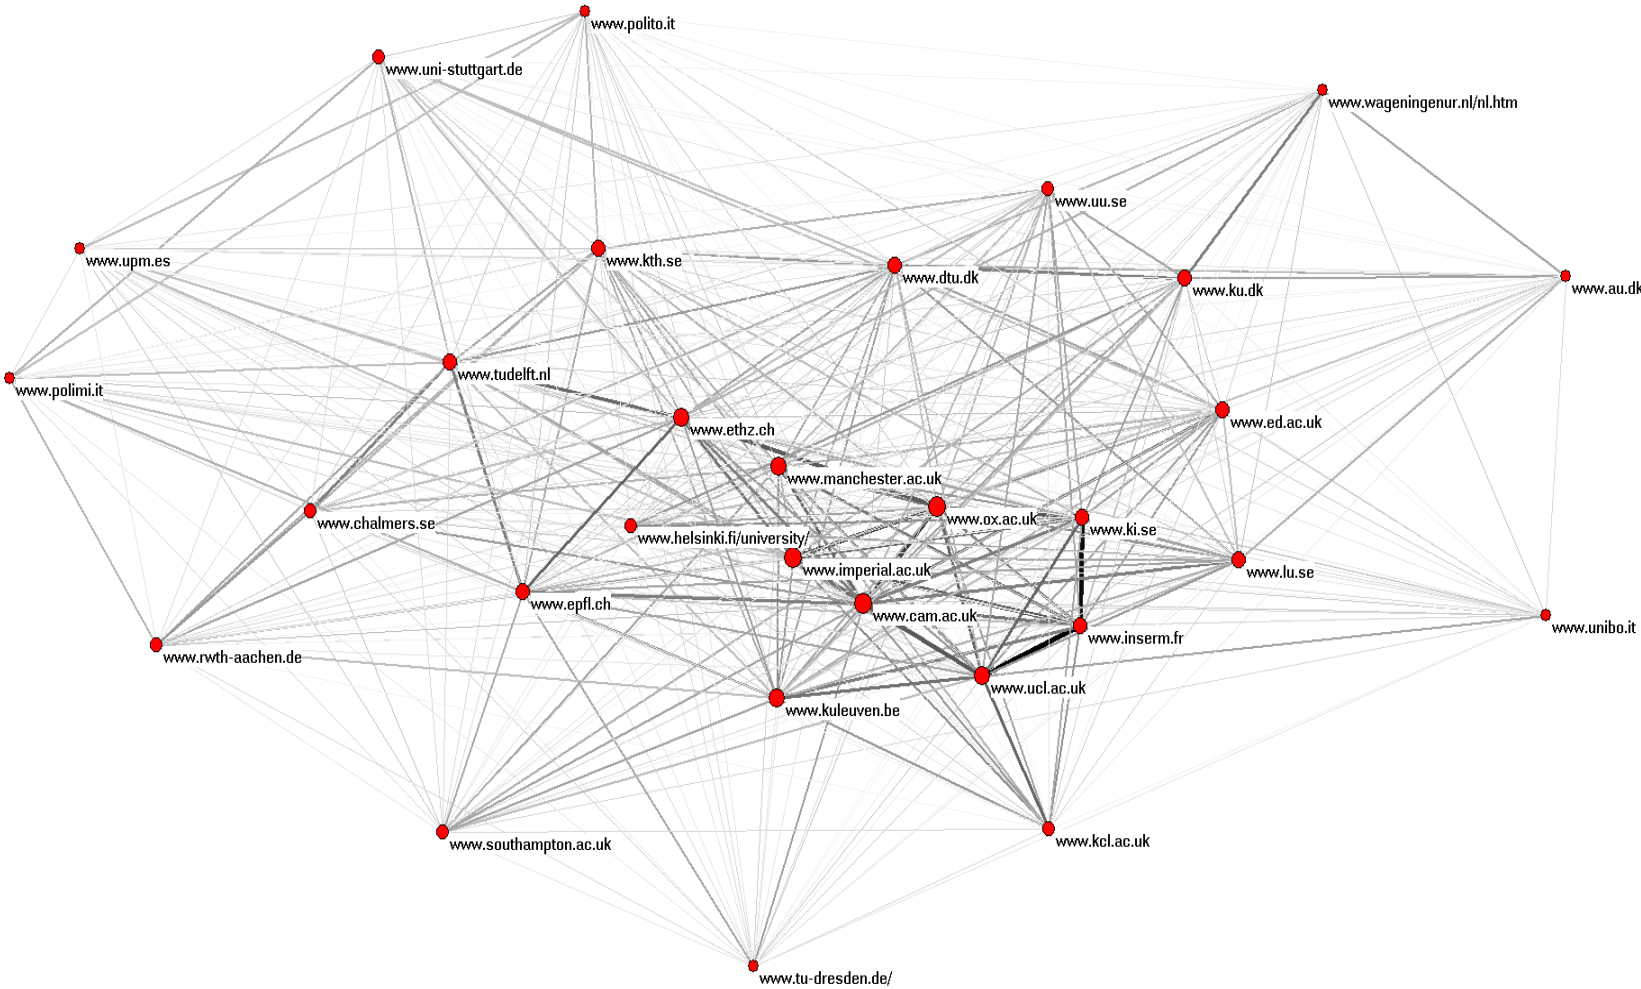 www.polito.it
www.uni-stuttgart.de
www.wageningenur.nl/nl.htm
www.uu.se
www.upm.es
www.kth.se
www.dtu.dk
www.ku.dk
www.au.dk
www.tudelft.nl
www.polimi.it
www.ethz.ch
www.ed.ac.uk
www.manchester.ac.uk
www.chalmers.se
www.ox.ac.uk
www.ki.se
www.helsinki.fi/university/
www.imperial.ac.uk
www.lu.se
www.epfl.ch
www.cam.ac.uk
www.unibo.it
www.inserm.fr
www.rwth-aachen.de
www.ucl.ac.uk
www.kuleuven.be
www.southampton.ac.uk
www.kcl.ac.uk
www.tu-dresden.de/